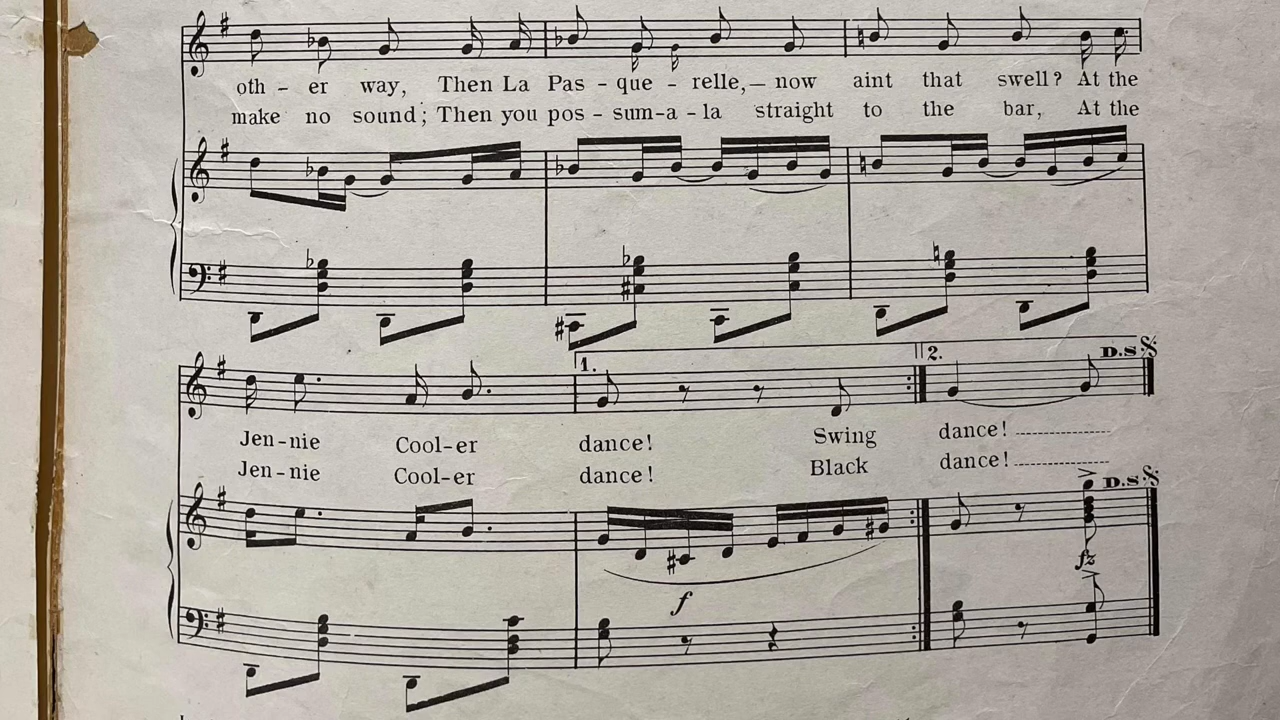 oth - er way, Then La Pas - que - relle, — now aint that swell? At the
make no sound; Then you pos - sum-a - la straight to the bar, At the
1. 2. D.S.
Jen - nie Cool-er dance! Swing dance!
Jen - nie Cool-er dance! Black dance!
D.S.
fz
f